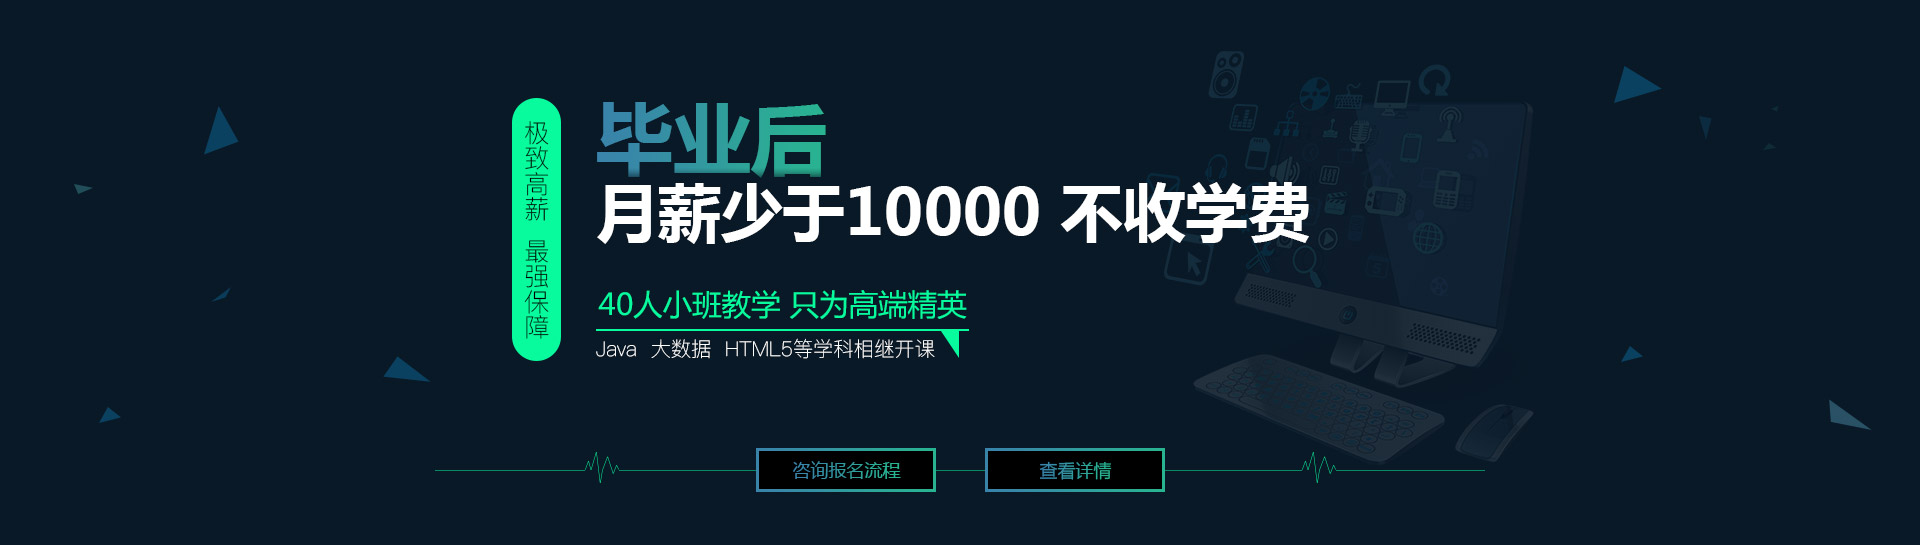 极致高薪 最强保障
毕业后
月薪少于10000 不收学费
40人小班教学 只为高端精英
Java 大数据 HTML5等学科相继开课
咨询报名流程
查看详情